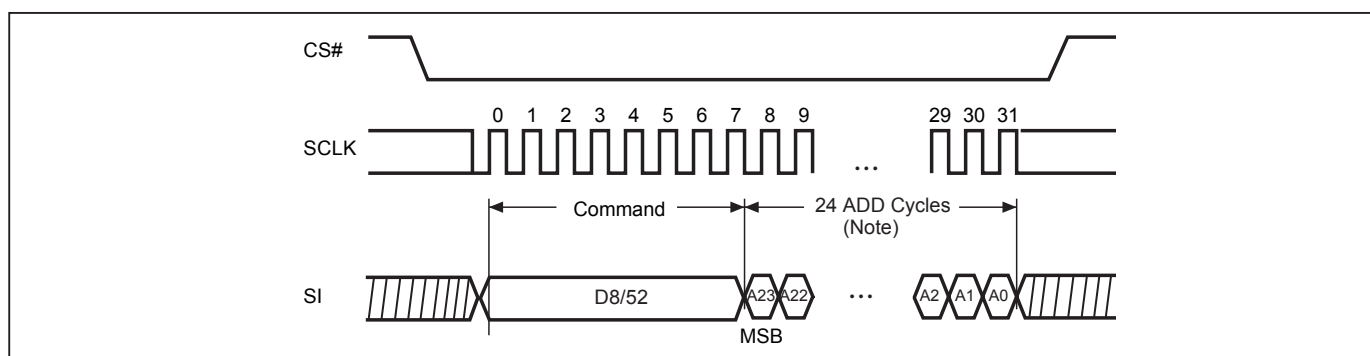 CS#
0 1 2 3 4 5 6 7 8 9 29 30 31
SCLK
...
Command
24 ADD Cycles
(Note)
SI
D8/52
A23 A22
...
A2 A1 A0
MSB